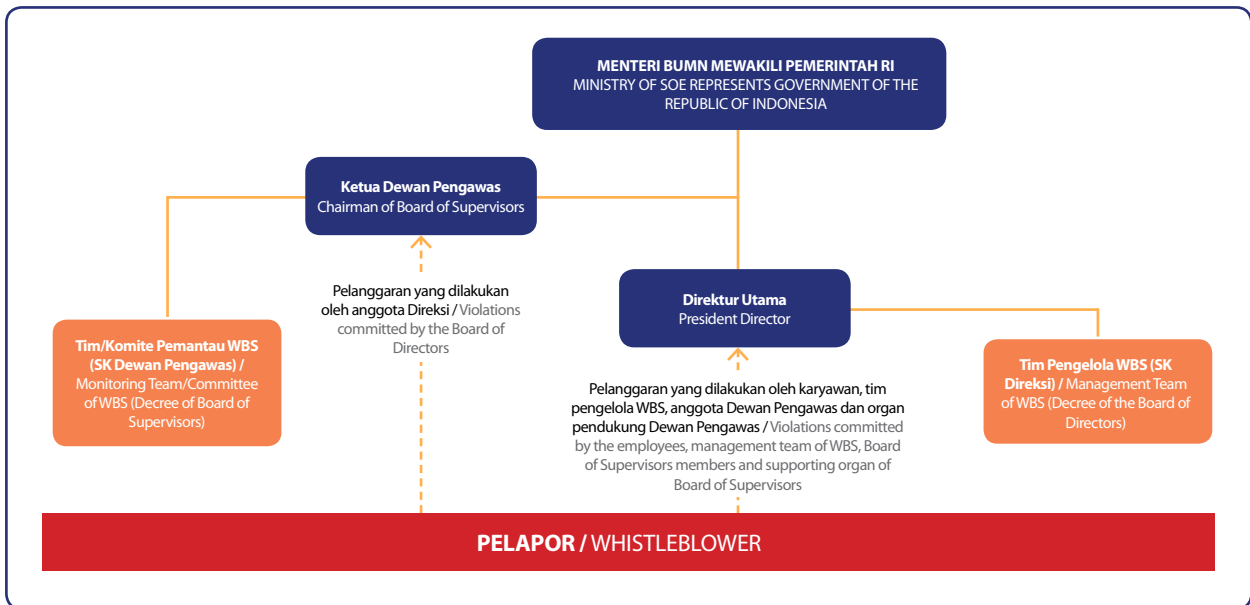 MENTERI BUMN MEWAKILI PEMERINTAH RI
MINISTRY OF SOE REPRESENTS GOVERNMENT OF THE
REPUBLIC OF INDONESIA
Ketua Dewan Pengawas
Chairman of Board of Supervisors
Pelanggaran yang dilakukan
oleh anggota Direksi / Violations
committed by the Board of
Directors
Direktur Utama
President Director
Tim/Komite Pemantau WBS
(SK Dewan Pengawas) /
Monitoring Team/Committee
of WBS (Decree of Board of
Supervisors)
Tim Pengelola WBS (SK
Direksi) / Management Team
of WBS (Decree of the Board of
Directors)
Pelanggaran yang dilakukan oleh karyawan, tim
pengelola WBS, anggota Dewan Pengawas dan organ
pendukung Dewan Pengawas / Violations committed
by the employees, management team of WBS, Board
of Supervisors members and supporting organ of
Board of Supervisors
PELAPOR / WHISTLEBLOWER